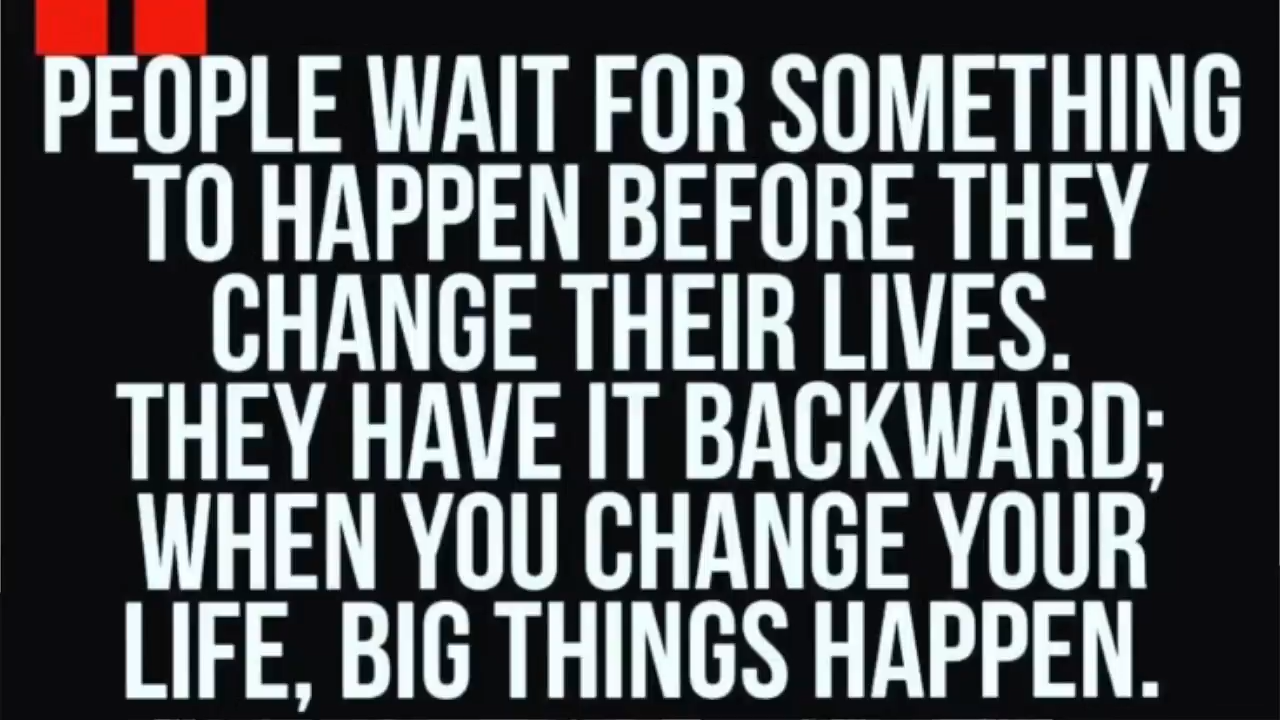 PEOPLE WAIT FOR SOMETHING
TO HAPPEN BEFORE THEY
CHANGE THEIR LIVES.
THEY HAVE IT BACKWARD;
WHEN YOU CHANGE YOUR
LIFE, BIG THINGS HAPPEN.